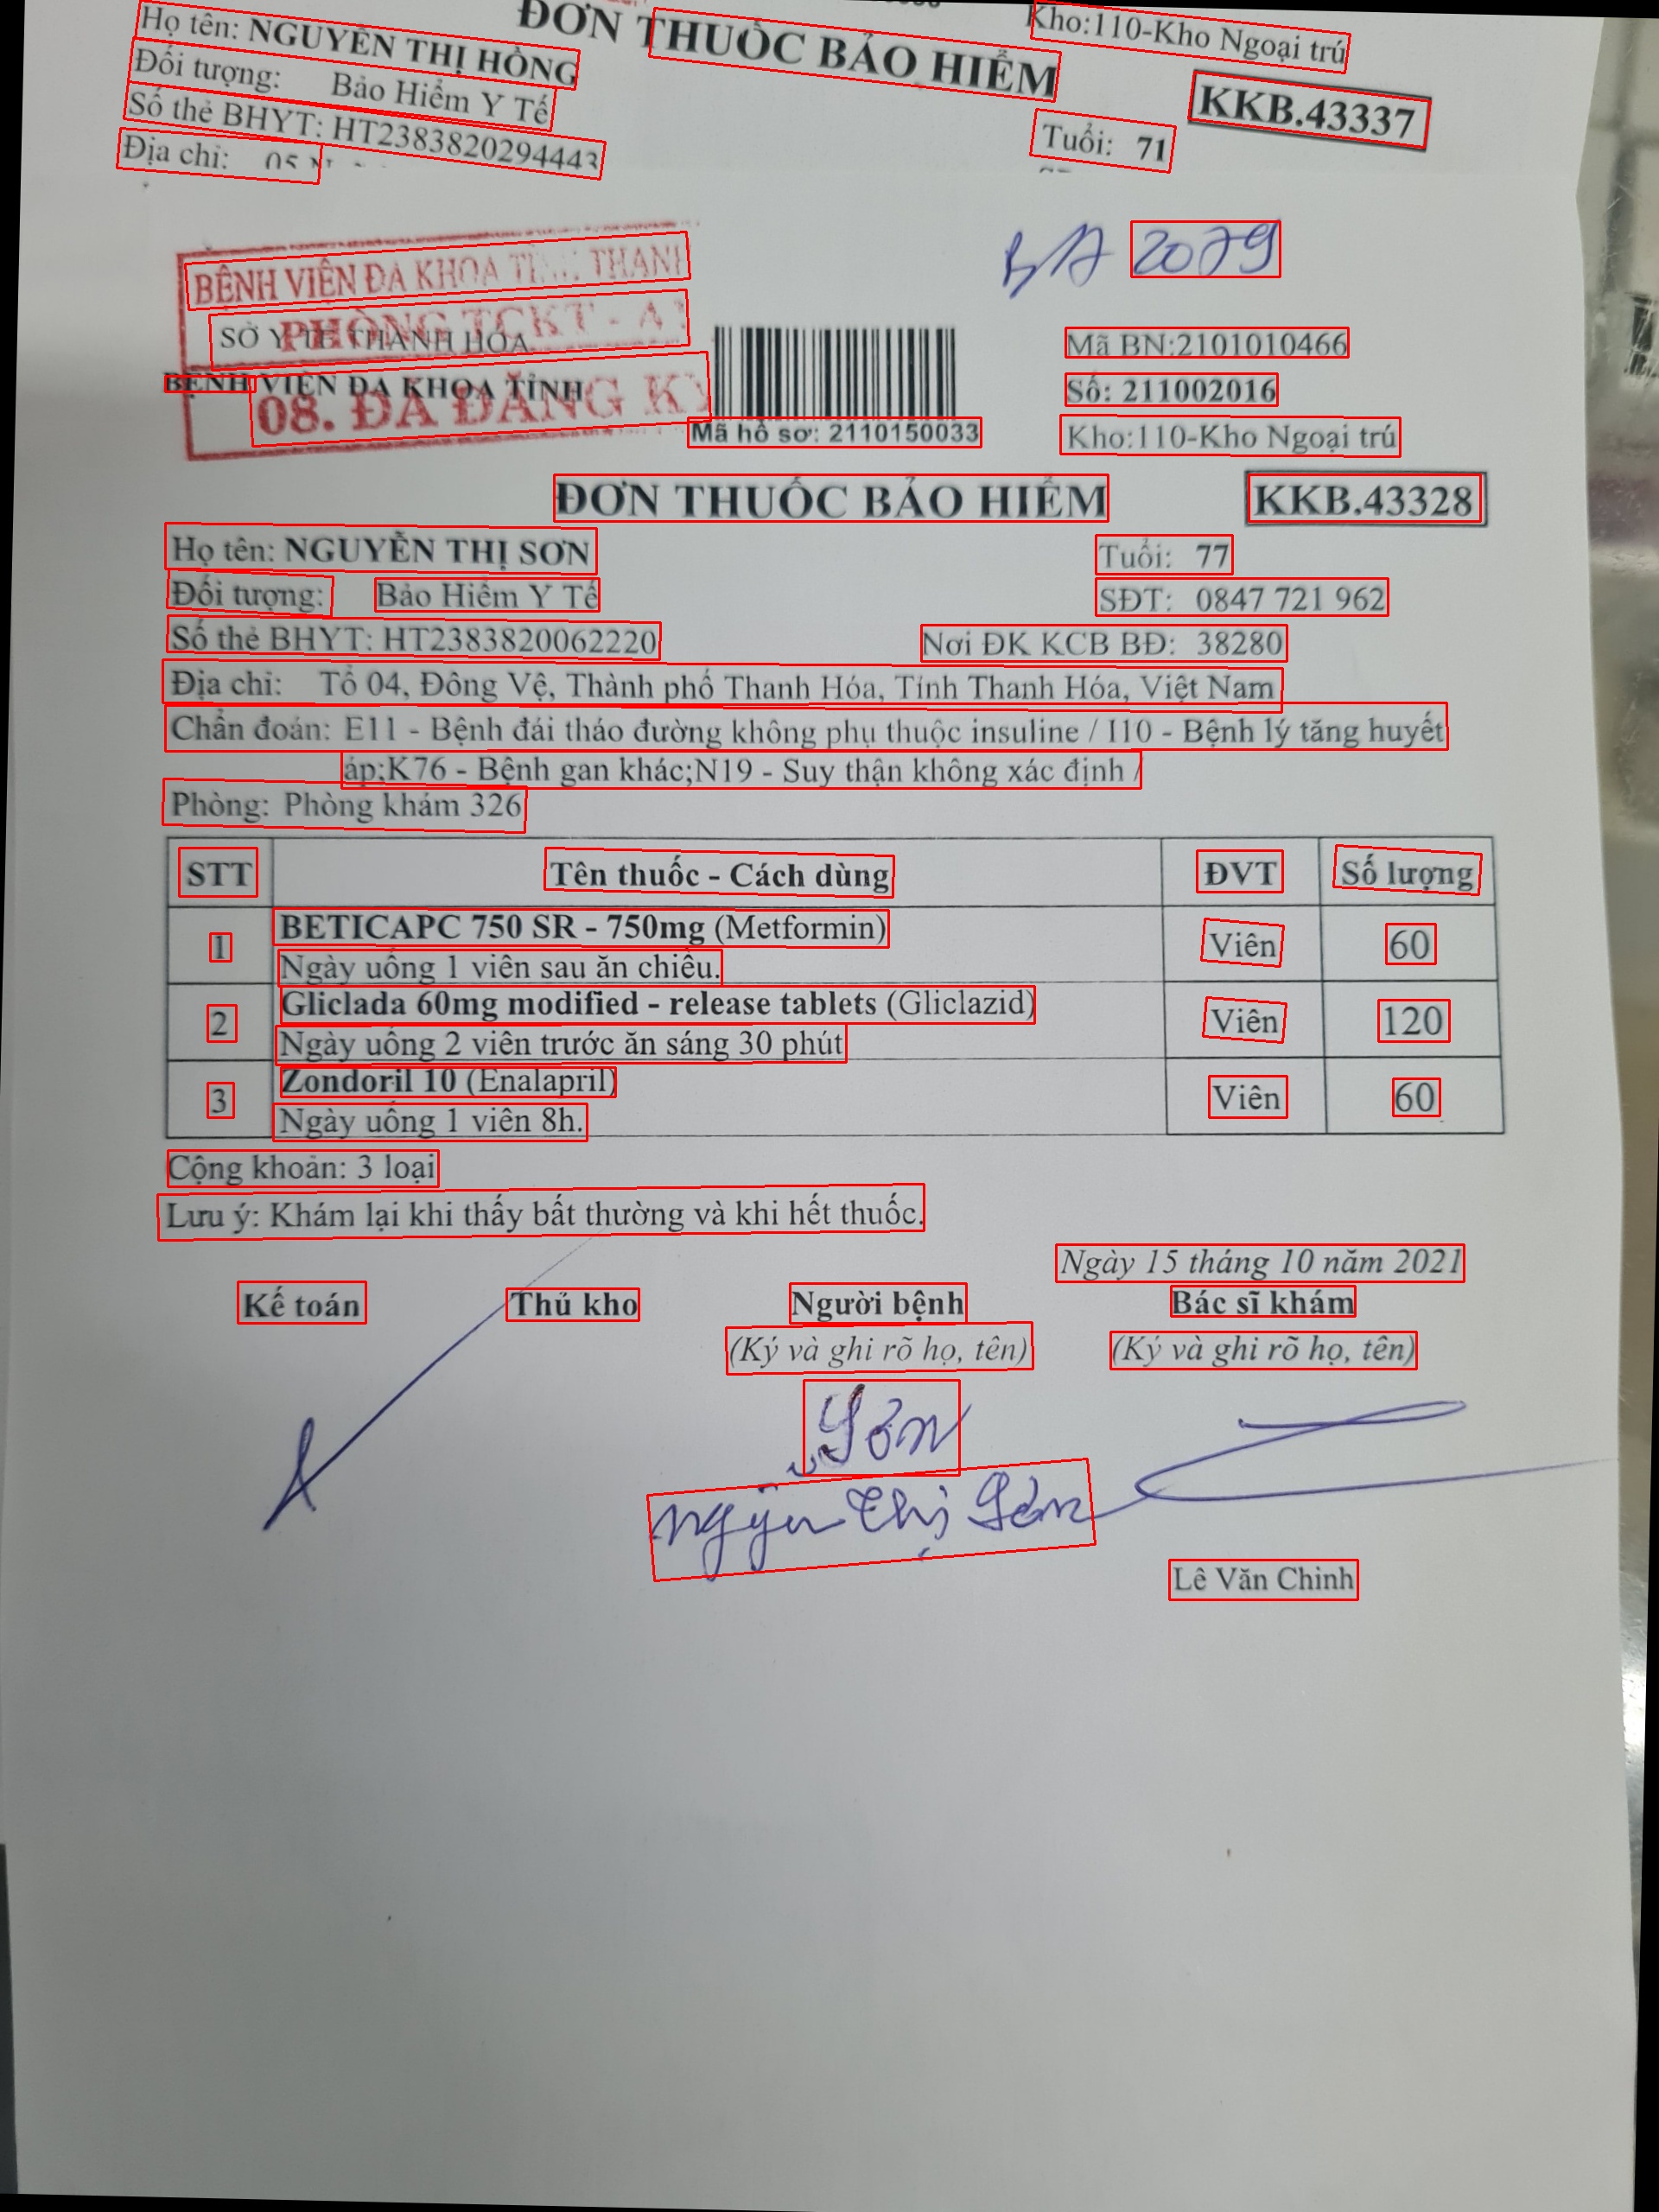 Kho:110-Kho Ngoại trú
ĐƠN THUỐC BẢO HIỂM
KKB.43337
Họ tên: NGUYỄN THỊ HỒNG
Tuổi: 71
Đối tượng: Bảo Hiểm Y Tế
Số thẻ BHYT: HT2383820294443
Địa chỉ:
BỆNH VIỆN ĐA KHOA TỈNH THANH
PHÒNG TCKT -
08. ĐÃ ĐĂNG KÝ
BA 2079
SỞ Y TẾ THANH HÓA
BỆNH VIỆN ĐA KHOA TỈNH
Mã hồ sơ: 2110150033
Mã BN:2101010466
Số: 211002016
Kho:110-Kho Ngoại trú
ĐƠN THUỐC BẢO HIỂM
KKB.43328
Họ tên: NGUYỄN THỊ SƠN Tuổi: 77
Đối tượng: Bảo Hiểm Y Tế SĐT: 0847 721 962
Số thẻ BHYT: HT2383820062220 Nơi ĐK KCB BĐ: 38280
Địa chỉ: Tổ 04, Đông Vệ, Thành phố Thanh Hóa, Tỉnh Thanh Hóa, Việt Nam
Chẩn đoán: E11 - Bệnh đái tháo đường không phụ thuộc insuline / I10 - Bệnh lý tăng huyết
áp;K76 - Bệnh gan khác;N19 - Suy thận không xác định /
Phòng: Phòng khám 326
STT Tên thuốc - Cách dùng ĐVT Số lượng
1 BETICAPC 750 SR - 750mg (Metformin) Viên 60
Ngày uống 1 viên sau ăn chiều.
2 Gliclada 60mg modified - release tablets (Gliclazid) Viên 120
Ngày uống 2 viên trước ăn sáng 30 phút
3 Zondoril 10 (Enalapril) Viên 60
Ngày uống 1 viên 8h.
Cộng khoản: 3 loại
Lưu ý: Khám lại khi thấy bất thường và khi hết thuốc.
Ngày 15 tháng 10 năm 2021
Kế toán Thủ kho Người bệnh Bác sĩ khám
(Ký và ghi rõ họ, tên) (Ký và ghi rõ họ, tên)
Sơn
Nguyễn Thị Sơn
Lê Văn Chinh